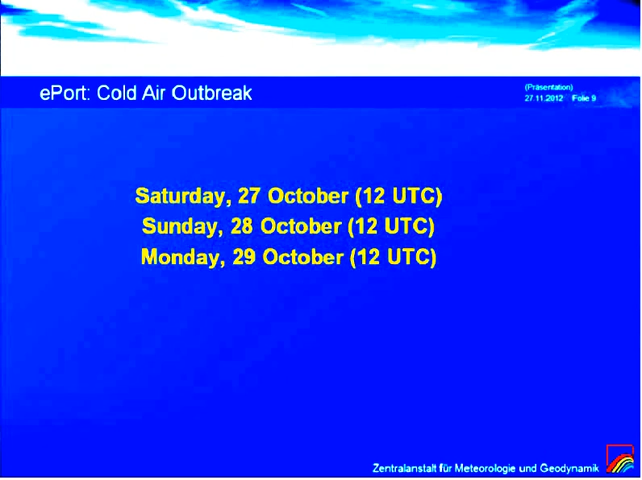 ePort: Cold Air Outbreak
(Präsentation)
27.11.2012 Folie 9
Saturday, 27 October (12 UTC)
Sunday, 28 October (12 UTC)
Monday, 29 October (12 UTC)
Zentralanstalt für Meteorologie und Geodynamik